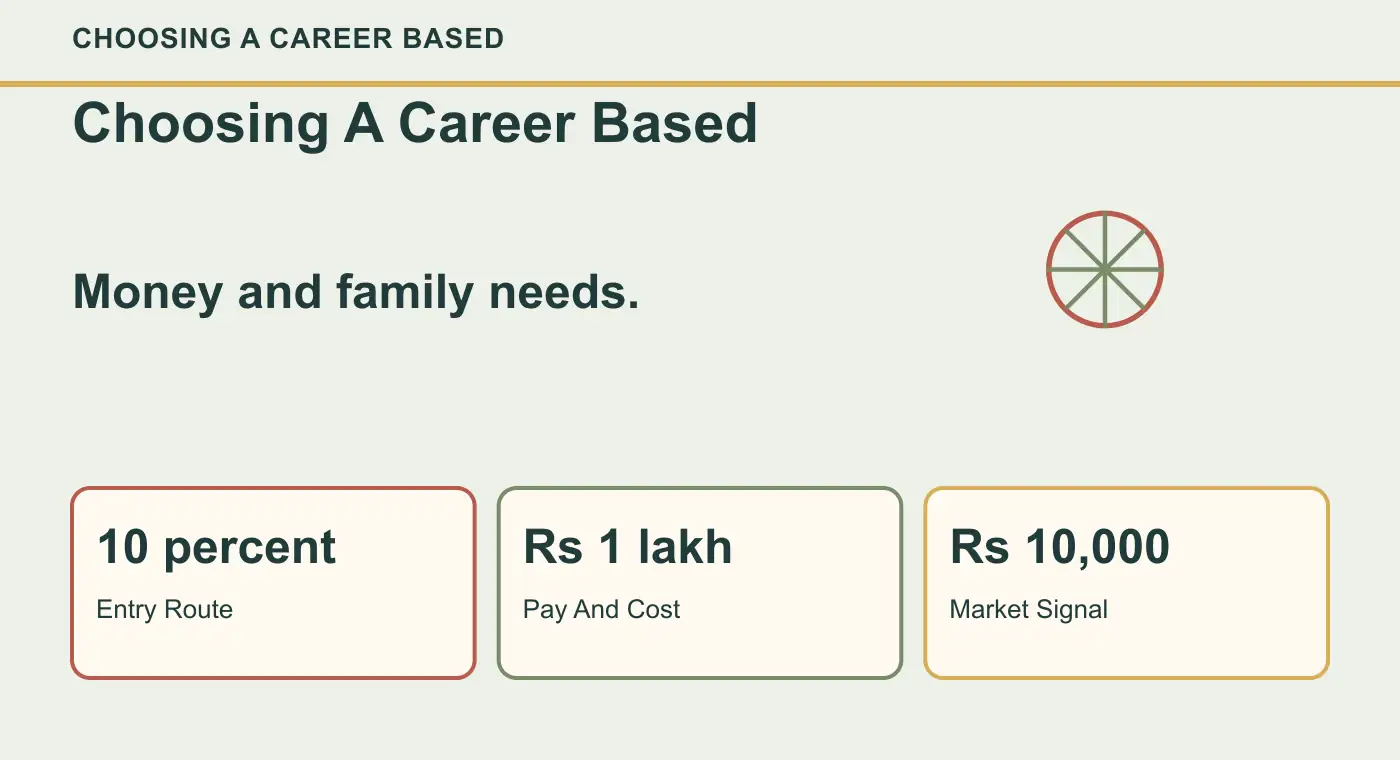 CHOOSING A CAREER BASED
Choosing A Career Based
Money and family needs.
10 percent
Entry Route
Rs 1 lakh
Pay And Cost
Rs 10,000
Market Signal